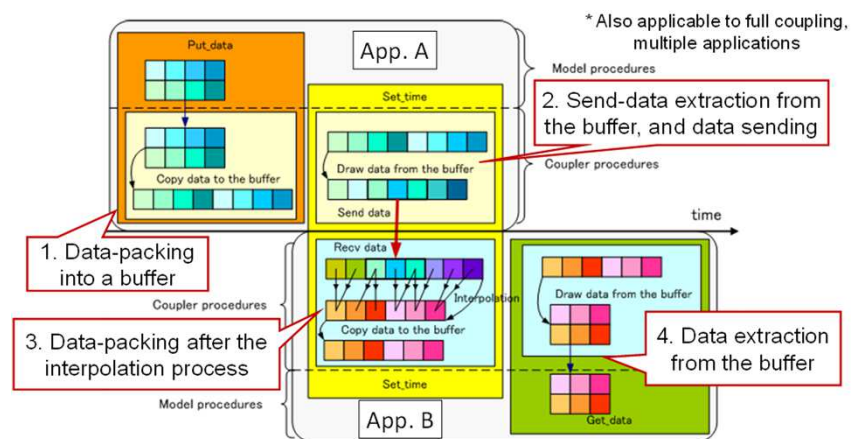 Put_data
App. A
* Also applicable to full coupling,
multiple applications
Model procedures
Set_time
2. Send-data extraction from
the buffer, and data sending
Copy data to the buffer
Draw data from the buffer
Coupler procedures
Send data
time
1. Data-packing
into a buffer
Recv data
Coupler procedures
Interpolation
Draw data from the buffer
3. Data-packing after the
interpolation process
Copy data to the buffer
4. Data extraction
from the buffer
Set_time
Model procedures
App. B
Get_data